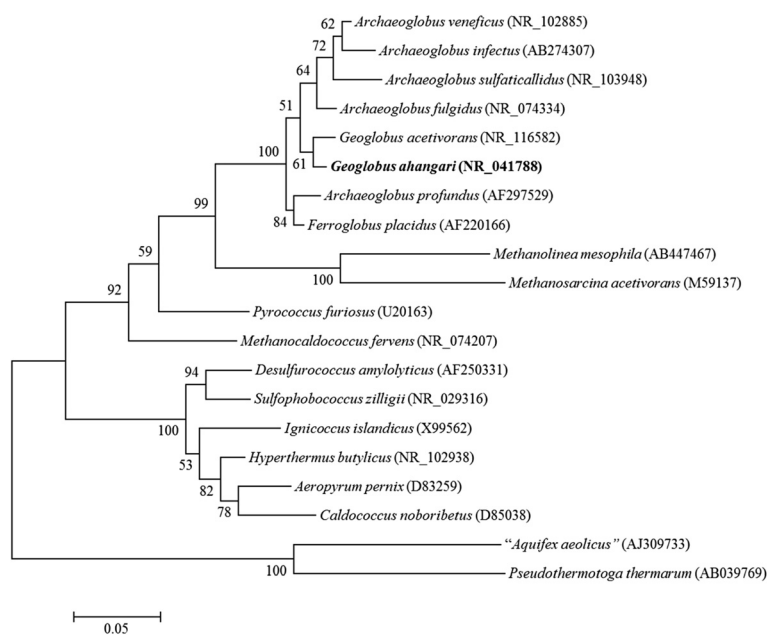 62
Archaeoglobus veneficus (NR_102885)
72
Archaeoglobus infectus (AB274307)
64
Archaeoglobus sulfaticallidus (NR_103948)
51
Archaeoglobus fulgidus (NR_074334)
Geoglobus acetivorans (NR_116582)
100
61
Geoglobus ahangari (NR_041788)
Archaeoglobus profundus (AF297529)
99
84
Ferroglobus placidus (AF220166)
59
Methanolinea mesophila (AB447467)
100
Methanosarcina acetivorans (M59137)
92
Pyrococcus furiosus (U20163)
Methanocaldococcus fervens (NR_074207)
94
Desulfurococcus amylolyticus (AF250331)
Sulfophobococcus zilligii (NR_029316)
100
Ignicoccus islandicus (X99562)
53
Hyperthermus butylicus (NR_102938)
82
Aeropyrum pernix (D83259)
78
Caldococcus noboribetus (D85038)
“Aquifex aeolicus” (AJ309733)
100
Pseudothermotoga thermarum (AB039769)
0.05